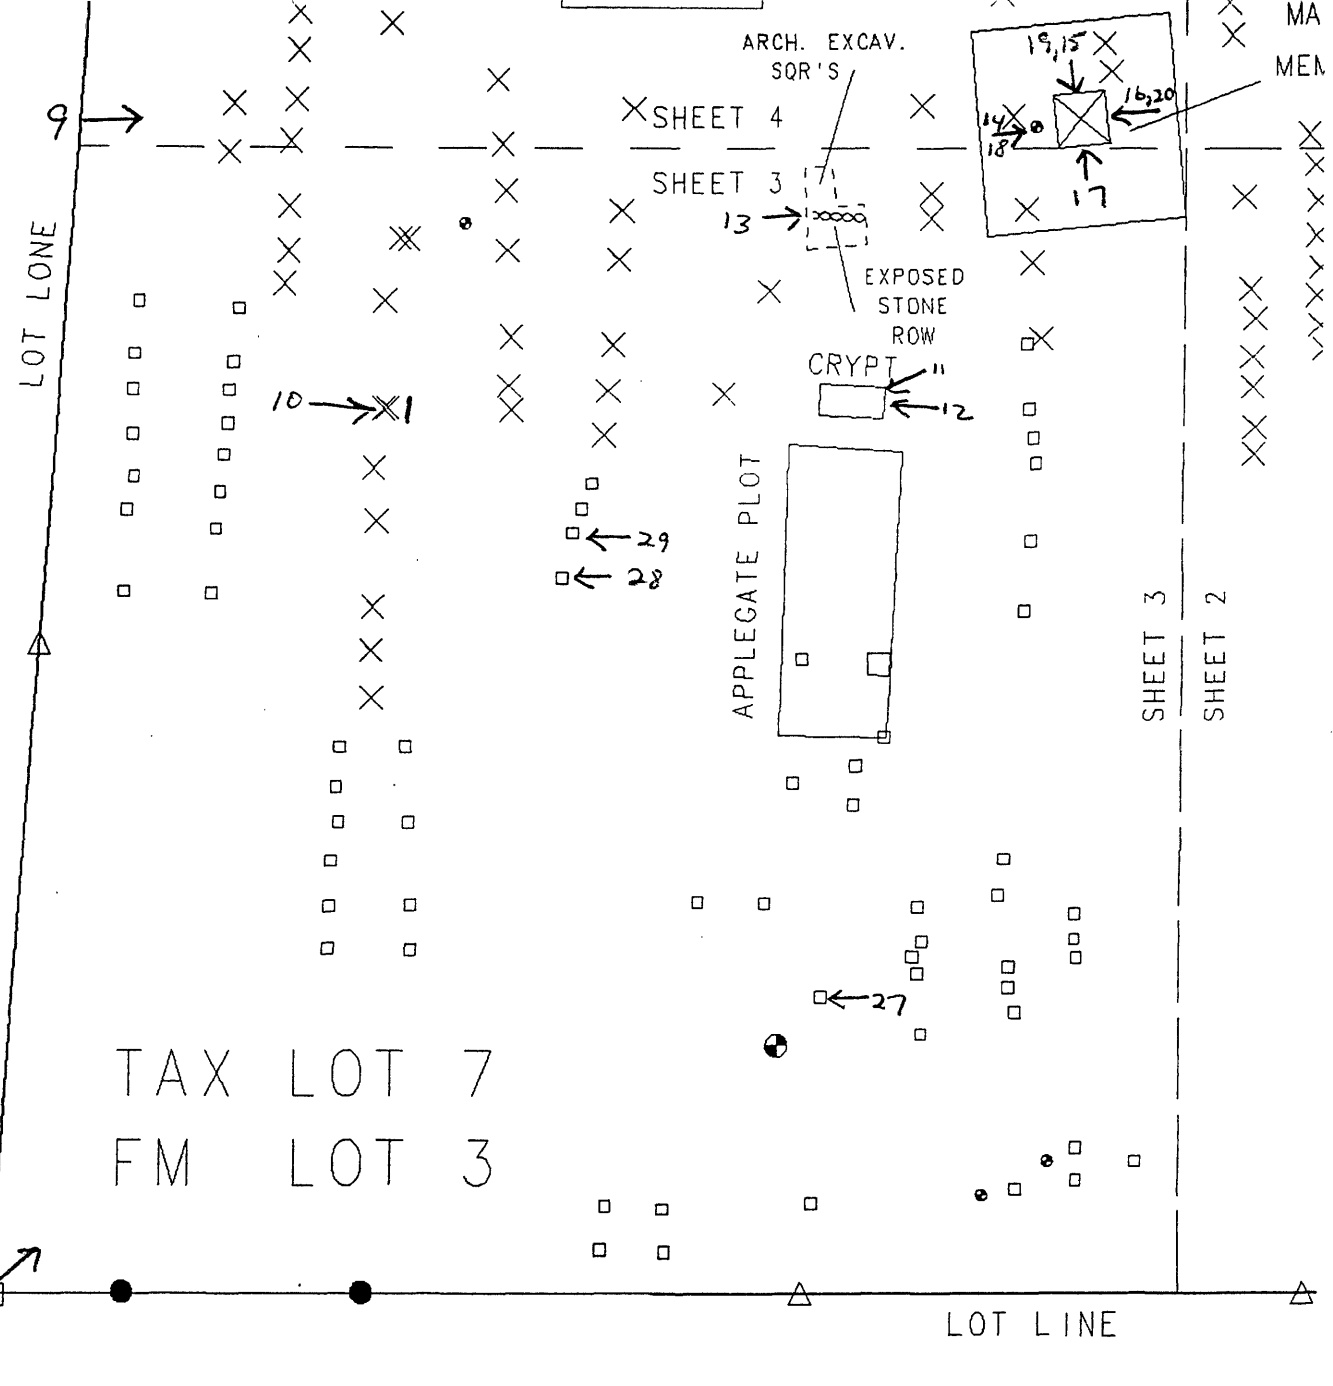 MA
ARCH. EXCAV.
SQR'S
19,15
MEM
9
SHEET 4
14
18
16,20
SHEET 3
13
17
LOT LONE
EXPOSED
STONE
ROW
CRYPT
11
10
1
12
APPLEGATE PLOT
29
28
SHEET 3
SHEET 2
27
TAX LOT 7
FM LOT 3
LOT LINE